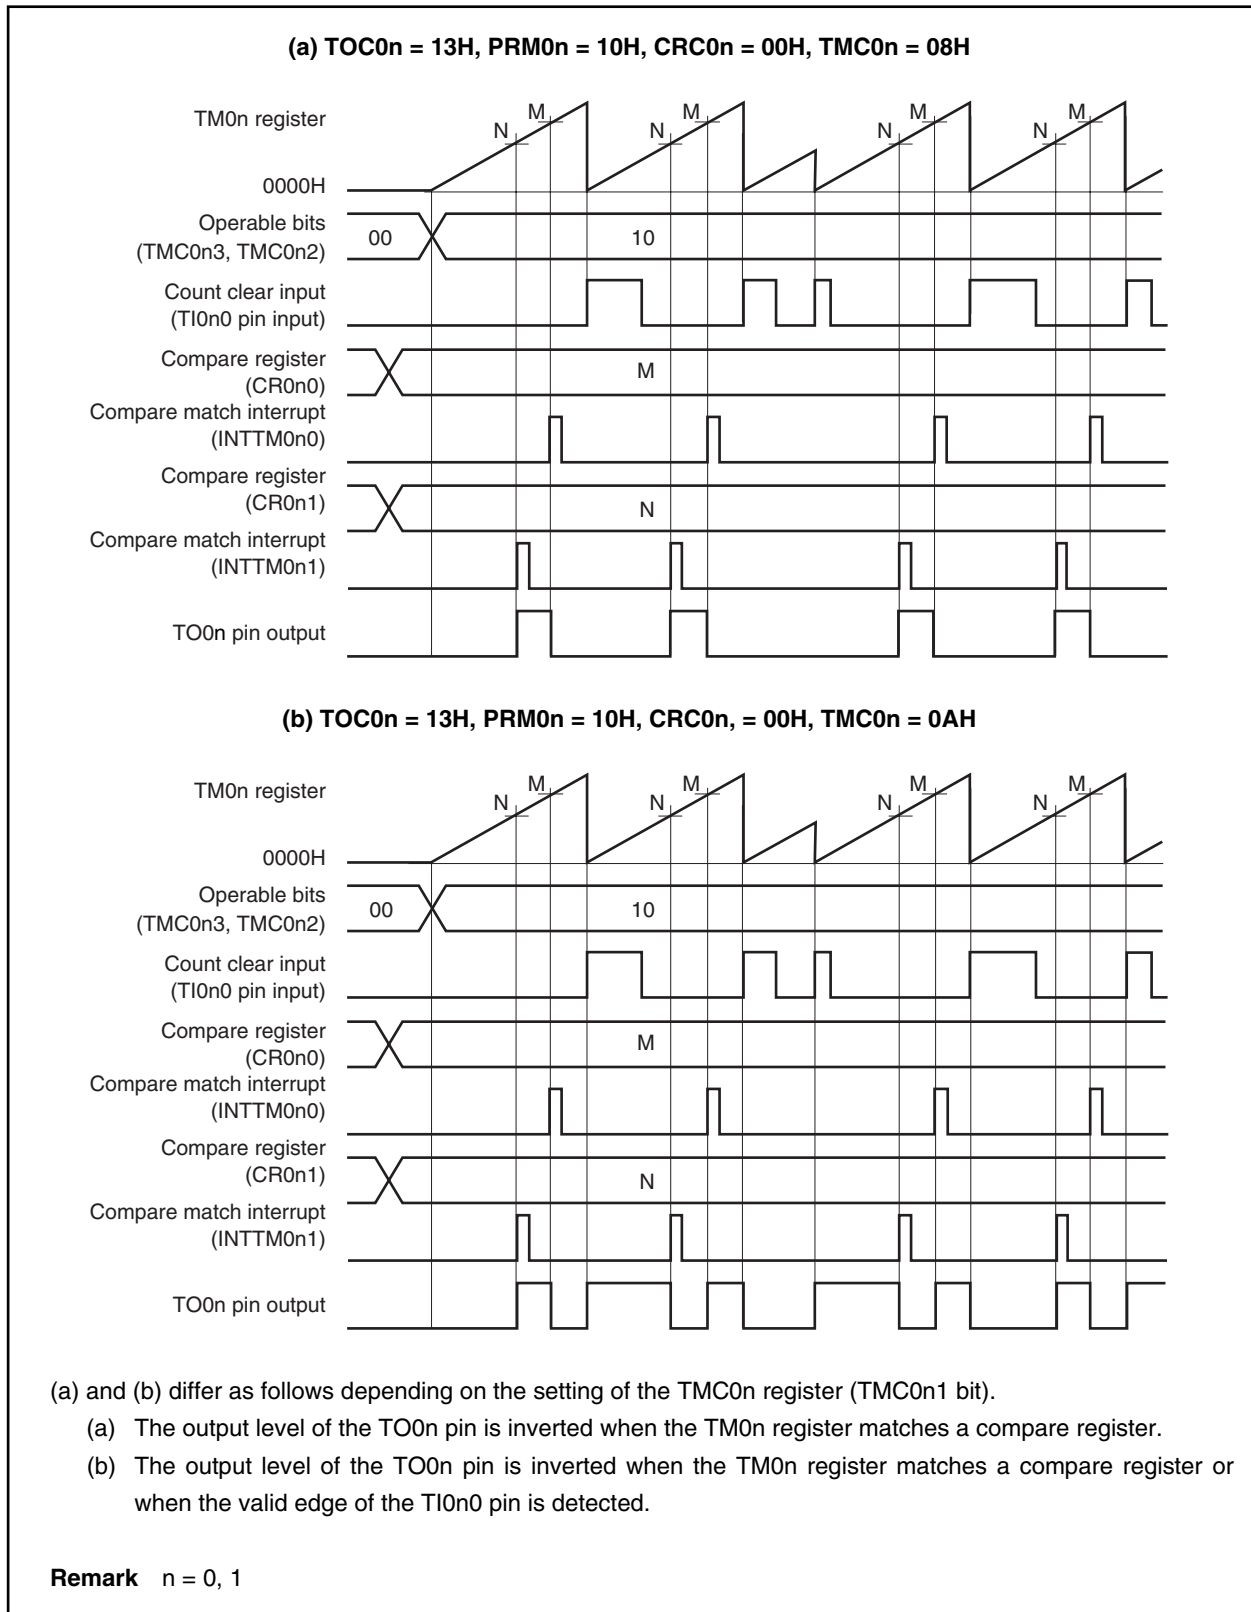 (a) TOC0n = 13H, PRM0n = 10H, CRC0n = 00H, TMC0n = 08H
TM0n register
N
M
N
M
N
M
N
M
0000H
Operable bits
(TMC0n3, TMC0n2)
00
10
Count clear input
(TI0n0 pin input)
Compare register
(CR0n0)
M
Compare match interrupt
(INTTM0n0)
Compare register
(CR0n1)
N
Compare match interrupt
(INTTM0n1)
TO0n pin output
(b) TOC0n = 13H, PRM0n = 10H, CRC0n, = 00H, TMC0n = 0AH
TM0n register
N
M
N
M
N
M
N
M
0000H
Operable bits
(TMC0n3, TMC0n2)
00
10
Count clear input
(TI0n0 pin input)
Compare register
(CR0n0)
M
Compare match interrupt
(INTTM0n0)
Compare register
(CR0n1)
N
Compare match interrupt
(INTTM0n1)
TO0n pin output
(a) and (b) differ as follows depending on the setting of the TMC0n register (TMC0n1 bit).
(a) The output level of the TO0n pin is inverted when the TM0n register matches a compare register.
(b) The output level of the TO0n pin is inverted when the TM0n register matches a compare register or
when the valid edge of the TI0n0 pin is detected.
Remark n = 0, 1